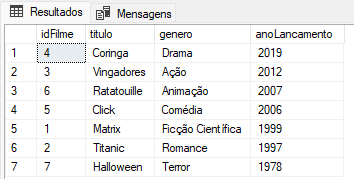 Resultados Mensagens
idFilme titulo genero anoLancamento
1 4 Coringa Drama 2019
2 3 Vingadores Ação 2012
3 6 Ratatouille Animação 2007
4 5 Click Comédia 2006
5 1 Matrix Ficção Científica 1999
6 2 Titanic Romance 1997
7 7 Halloween Terror 1978